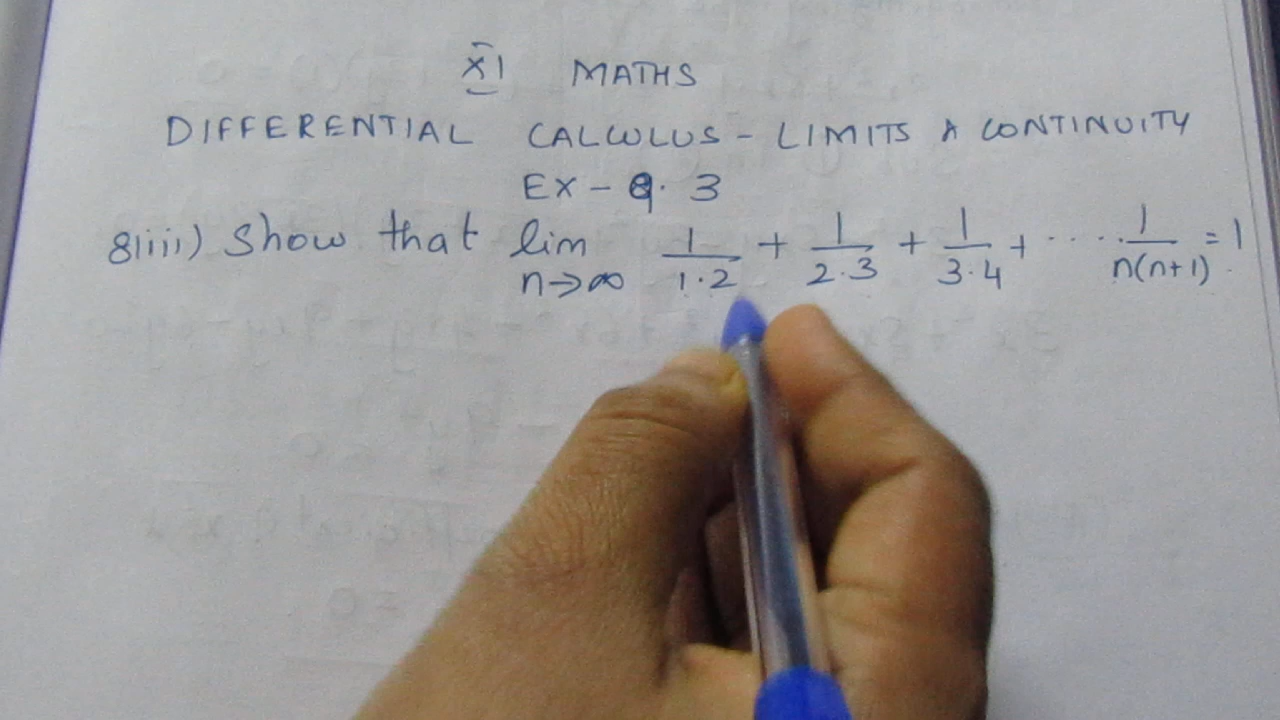 XI MATHS
DIFFERENTIAL CALCULUS - LIMITS & CONTINUITY
EX - 9.3
8)iii) Show that lim n→∞ 1/1·2 + 1/2·3 + 1/3·4 + ..... 1/n(n+1) = 1